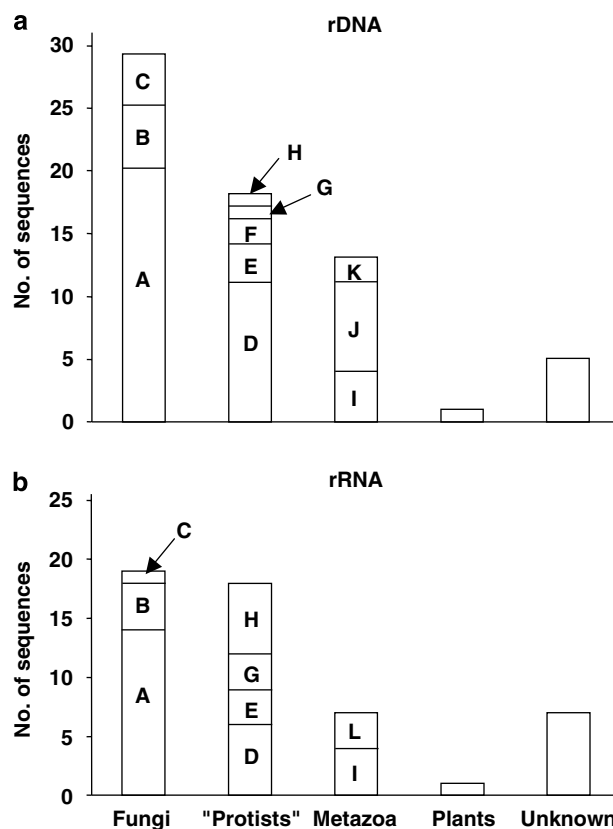 a
rDNA
No. of sequences
30
25
20
15
10
5
0
C
B
A
H
G
F
E
D
K
J
I
b
rRNA
No. of sequences
25
20
15
10
5
0
C
B
A
H
G
E
D
L
I
Fungi "Protists" Metazoa Plants Unknown